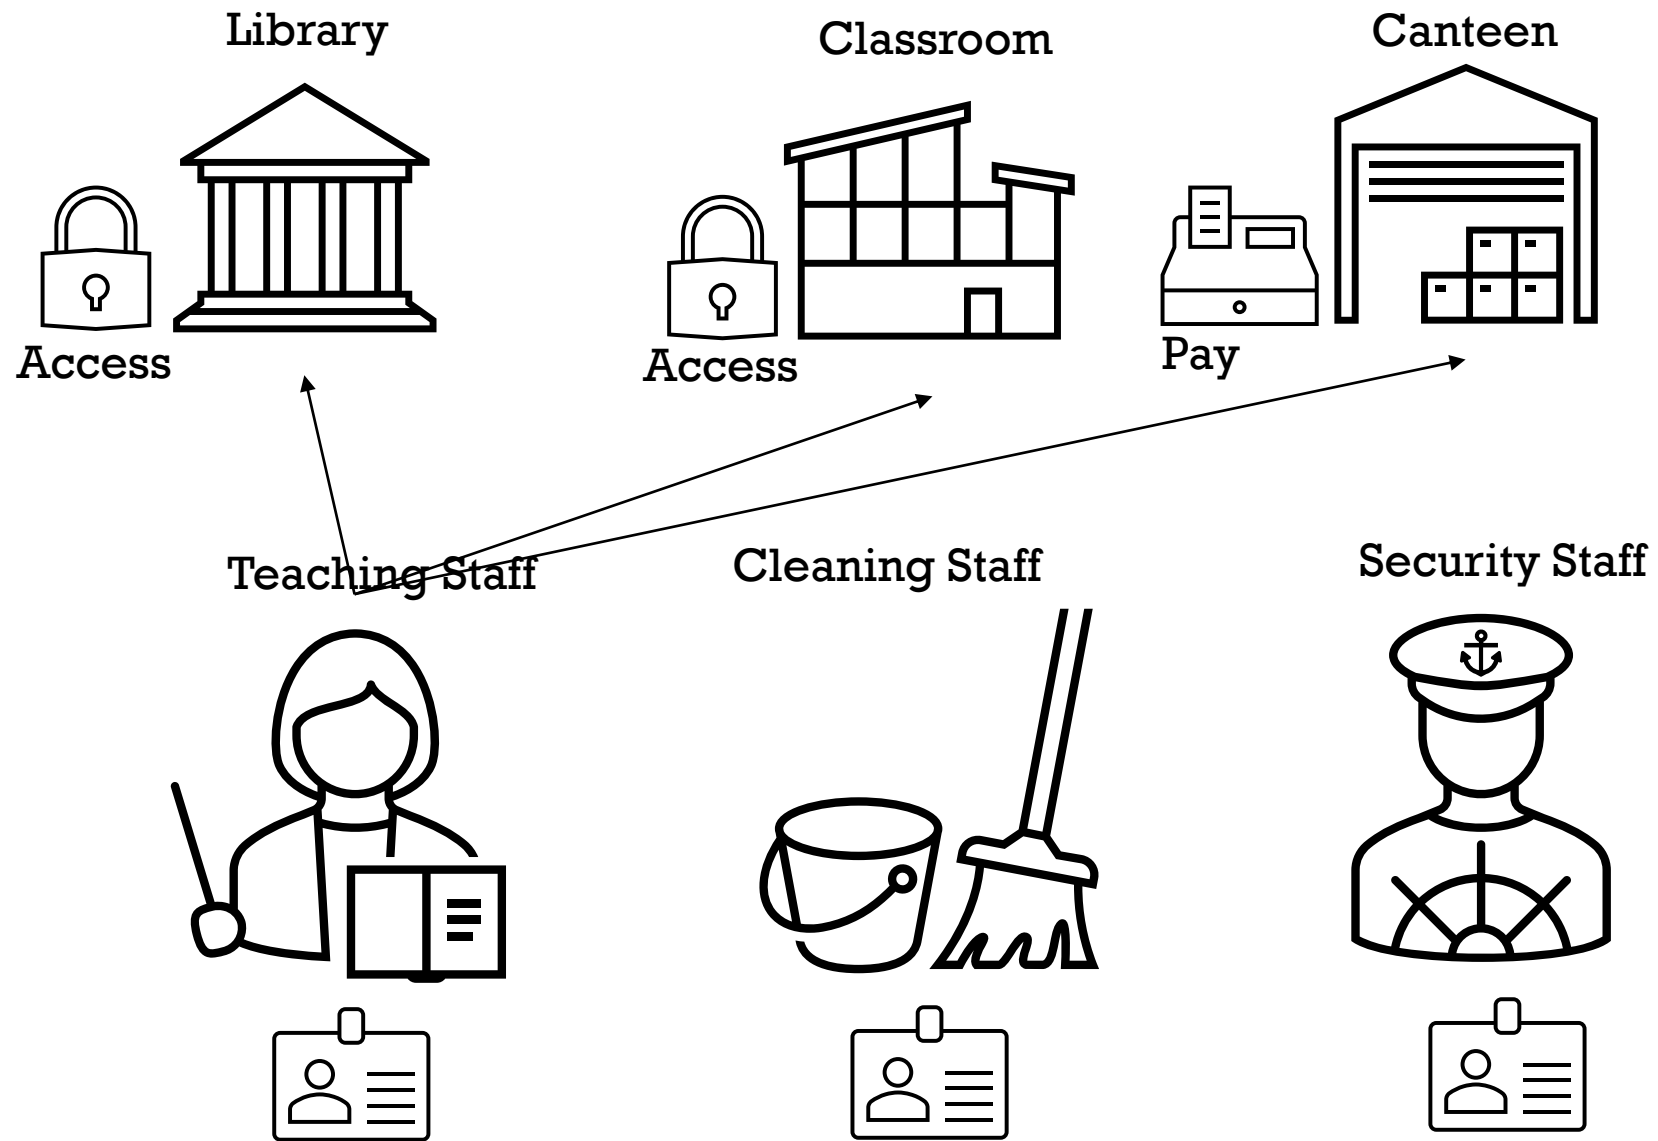 Library
Classroom
Canteen
Access
Access
Pay
Teaching Staff
Cleaning Staff
Security Staff